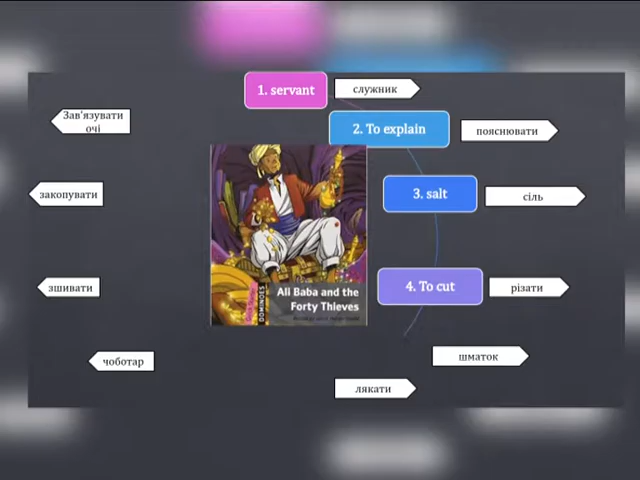 1. servant
служник
2. To explain
пояснювати
3. salt
сіль
4. To cut
різати
шматок
лякати
чоботар
зшивати
закопувати
Зав'язувати
очі
Ali Baba and the
Forty Thieves
DOMINOES